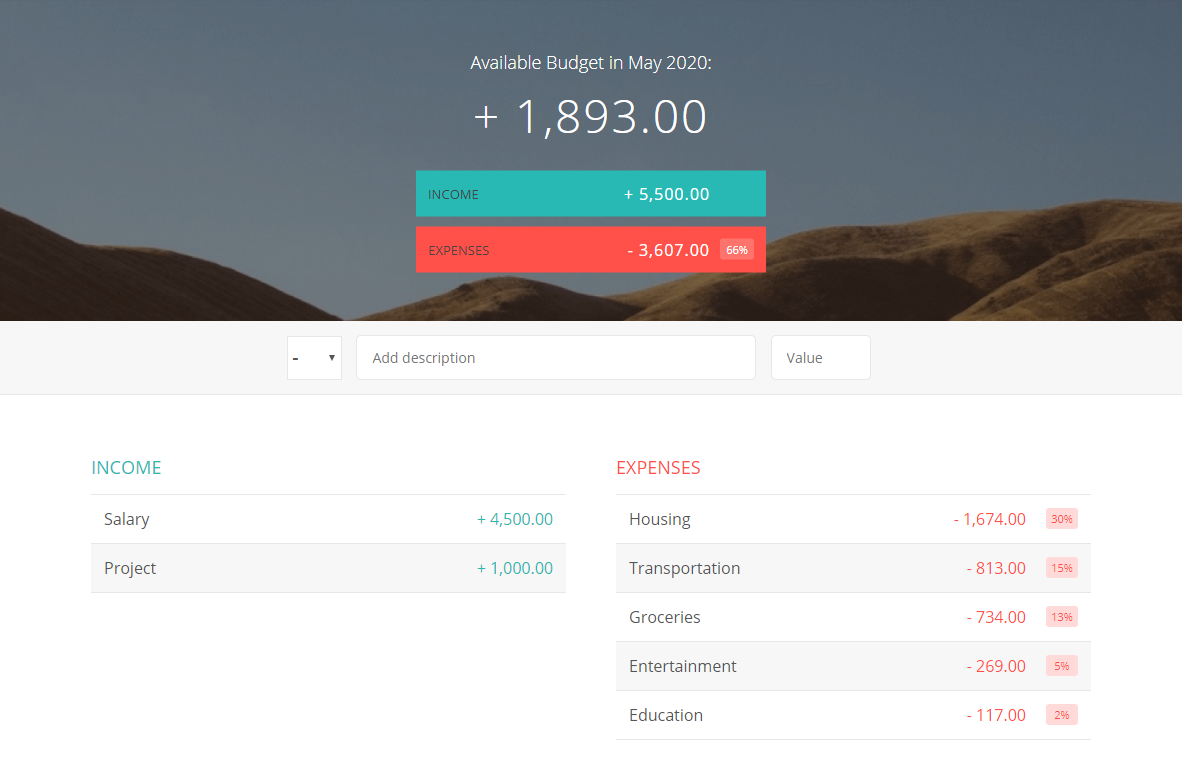 Available Budget in May 2020:
+ 1,893.00
INCOME + 5,500.00
EXPENSES - 3,607.00 66%
- ▼ Add description Value
INCOME
Salary + 4,500.00
Project + 1,000.00
EXPENSES
Housing - 1,674.00 30%
Transportation - 813.00 15%
Groceries - 734.00 13%
Entertainment - 269.00 5%
Education - 117.00 2%